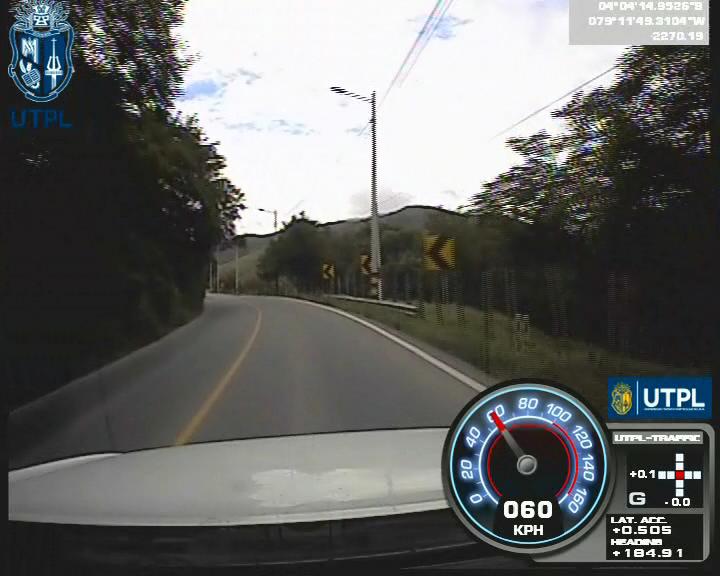 04°04'14.9526"S
079°11'49.3104"W
2270.19
UTPL
UTPL
UTPL-TRAFFIC
+0.1
G
-0.0
LAT. ACC.
+0.505
HEADING
+184.91
0
20
40
60
80
100
120
140
160
060
KPH